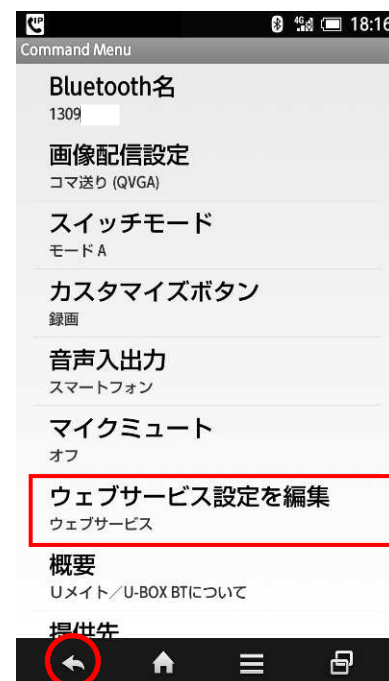 18:16
Command Menu
Bluetooth名
1309
画像配信設定
コマ送り (QVGA)
スイッチモード
モード A
カスタマイズボタン
録画
音声入出力
スマートフォン
マイクミュート
オフ
ウェブサービス設定を編集
ウェブサービス
概要
Uメイト／U-BOX BTについて
提供先